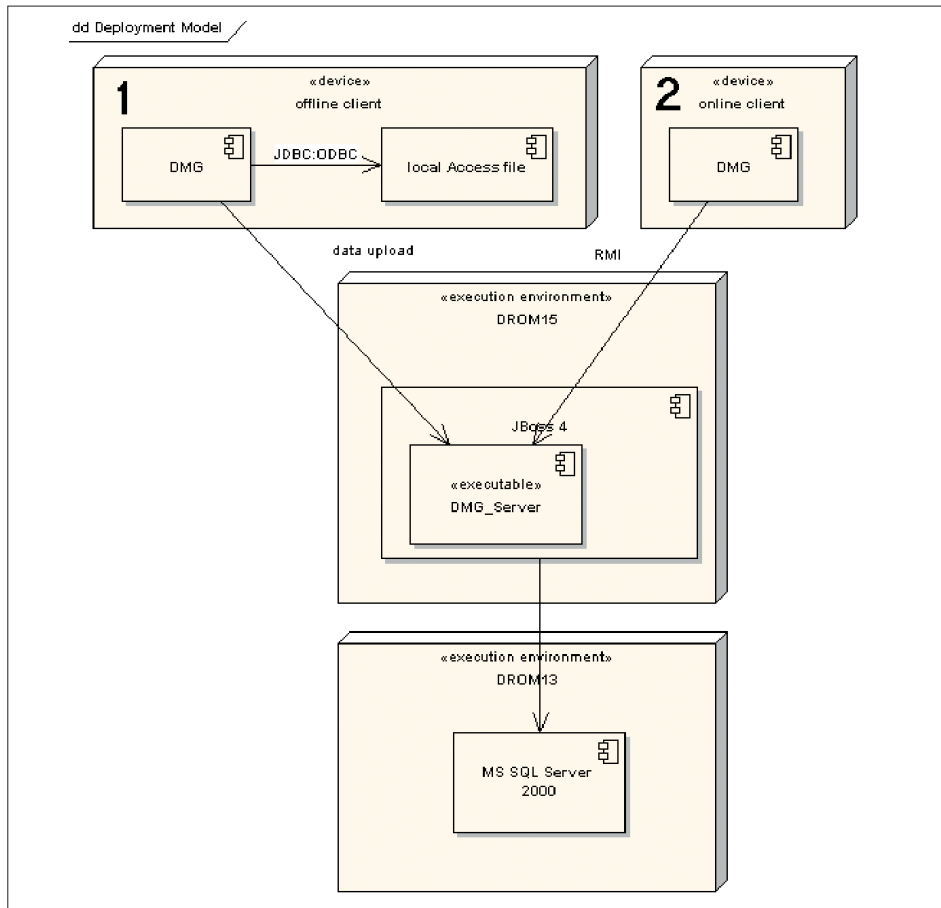 dd Deployment Model
1
«device»
offline client
DMG
JDBC:ODBC
local Access file
2
«device»
online client
DMG
data upload
RMI
«execution environment»
DROM15
JBoss 4
«executable»
DMG_Server
«execution environment»
DROM13
MS SQL Server
2000